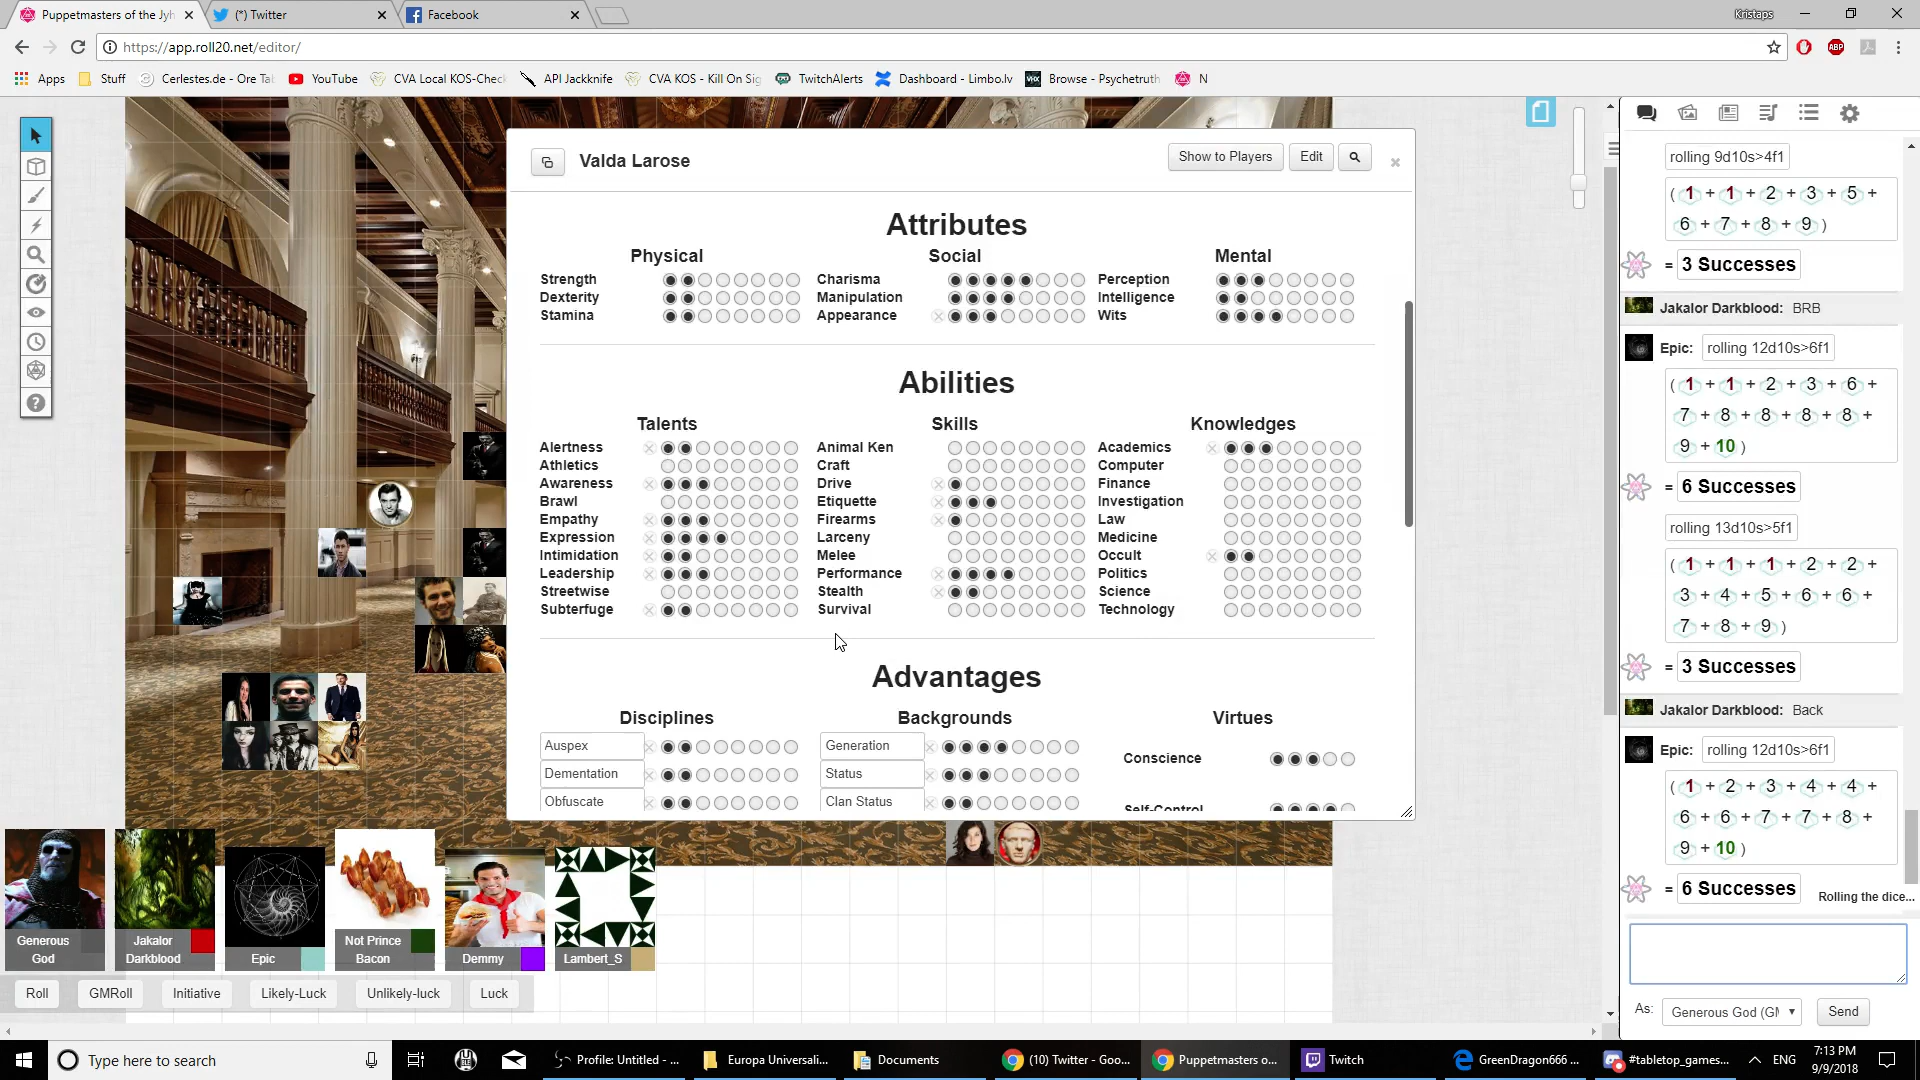 Puppetmasters of the Jyh
(*) Twitter
Facebook
Kristaps
https://app.roll20.net/editor/
Apps
Stuff
Cerlestes.de - Ore Ta
YouTube
CVA Local KOS-Check
API Jackknife
CVA KOS - Kill On Sig
TwitchAlerts
Dashboard - Limbo.lv
Browse - Psychetruth
N
Valda Larose
Show to Players
Edit
Attributes
Physical
Social
Mental
Strength
Charisma
Perception
Dexterity
Manipulation
Intelligence
Stamina
Appearance
Wits
Abilities
Talents
Skills
Knowledges
Alertness
Animal Ken
Academics
Athletics
Craft
Computer
Awareness
Drive
Finance
Brawl
Etiquette
Investigation
Empathy
Firearms
Law
Expression
Larceny
Medicine
Intimidation
Melee
Occult
Leadership
Performance
Politics
Streetwise
Stealth
Science
Subterfuge
Survival
Technology
Advantages
Disciplines
Backgrounds
Virtues
Auspex
Generation
Conscience
Dementation
Status
Obfuscate
Clan Status
Self-Control
rolling 9d10s>4f1
(1 + 1 + 2 + 3 + 5 +
6 + 7 + 8 + 9)
= 3 Successes
Jakalor Darkblood: BRB
Epic: rolling 12d10s>6f1
(1 + 1 + 2 + 3 + 6 +
7 + 8 + 8 + 8 + 8 +
9 + 10)
= 6 Successes
rolling 13d10s>5f1
(1 + 1 + 1 + 2 + 2 +
3 + 4 + 5 + 6 + 6 +
7 + 8 + 9)
= 3 Successes
Jakalor Darkblood: Back
Epic: rolling 12d10s>6f1
(1 + 2 + 3 + 4 + 4 +
6 + 6 + 7 + 7 + 8 +
9 + 10)
= 6 Successes
Rolling the dice...
As: Generous God (GM
Send
Generous
God
Jakalor
Darkblood
Epic
Not Prince
Bacon
Demmy
Lambert_S
Roll
GMRoll
Initiative
Likely-Luck
Unlikely-luck
Luck
Type here to search
Profile: Untitled - ...
Europa Universali...
Documents
(10) Twitter - Goo...
Puppetmasters o...
Twitch
GreenDragon666 ...
#tabletop_games...
ENG
7:13 PM
9/9/2018